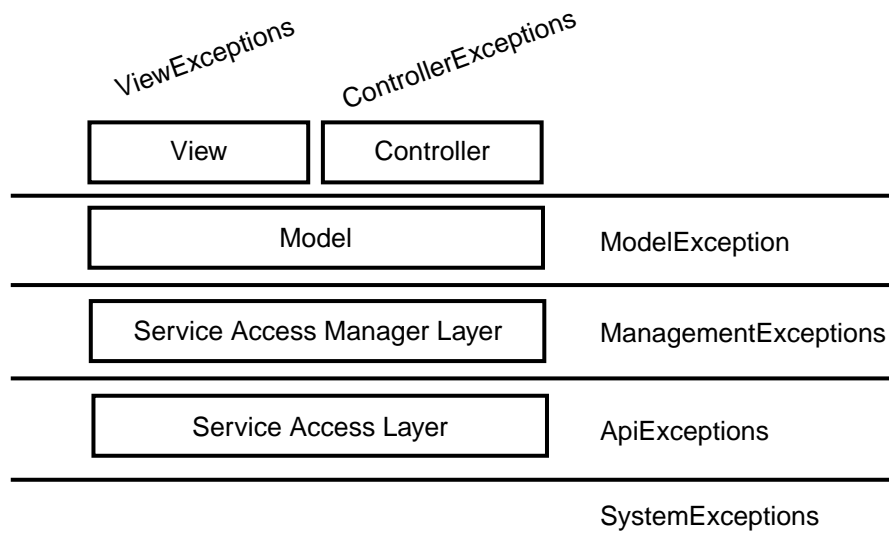 ViewExceptions
ControllerExceptions
View
Controller
Model
ModelException
Service Access Manager Layer
ManagementExceptions
Service Access Layer
ApiExceptions
SystemExceptions